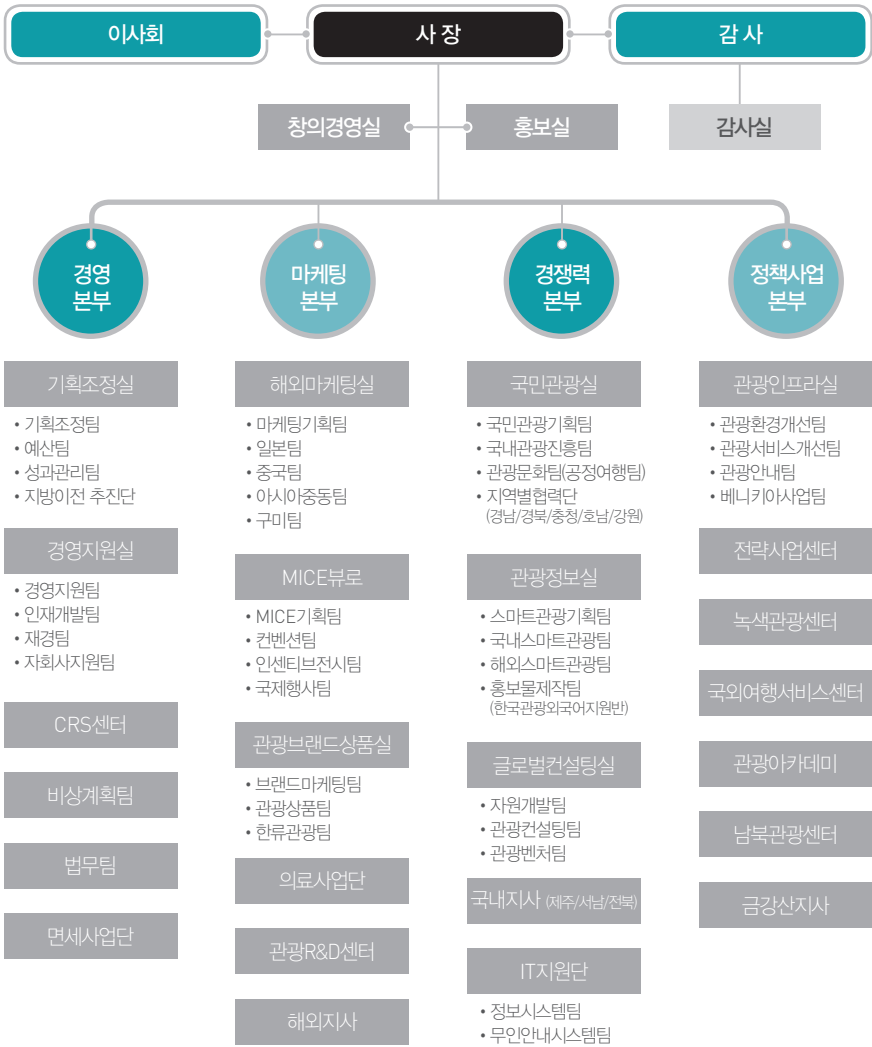 이사회
사 장
감 사
창의경영실
홍보실
감사실
경영
본부
마케팅
본부
경쟁력
본부
정책사업
본부
기획조정실
• 기획조정팀
• 예산팀
• 성과관리팀
• 지방이전 추진단
경영지원실
• 경영지원팀
• 인재개발팀
• 재경팀
• 자회사지원팀
CRS센터
비상계획팀
법무팀
면세사업단
해외마케팅실
• 마케팅기획팀
• 일본팀
• 중국팀
• 아시아중동팀
• 구미팀
MICE뷰로
• MICE기획팀
• 컨벤션팀
• 인센티브전시팀
• 국제행사팀
관광브랜드상품실
• 브랜드마케팅팀
• 관광상품팀
• 한류관광팀
의료사업단
관광R&D센터
해외지사
국민관광실
• 국민관광기획팀
• 국내관광진흥팀
• 관광문화팀(공정여행팀)
• 지역별협력단
(경남/경북/충청/호남/강원)
관광정보실
• 스마트관광기획팀
• 국내스마트관광팀
• 해외스마트관광팀
• 홍보물제작팀
(한국관광외국어지원반)
글로벌컨설팅실
• 자원개발팀
• 관광컨설팅팀
• 관광벤처팀
국내지사 (제주/서남/전북)
IT지원단
• 정보시스템팀
• 무인안내시스템팀
관광인프라실
• 관광환경개선팀
• 관광서비스개선팀
• 관광안내팀
• 베니키아사업팀
전략사업센터
녹색관광센터
국외여행서비스센터
관광아카데미
남북관광센터
금강산지사